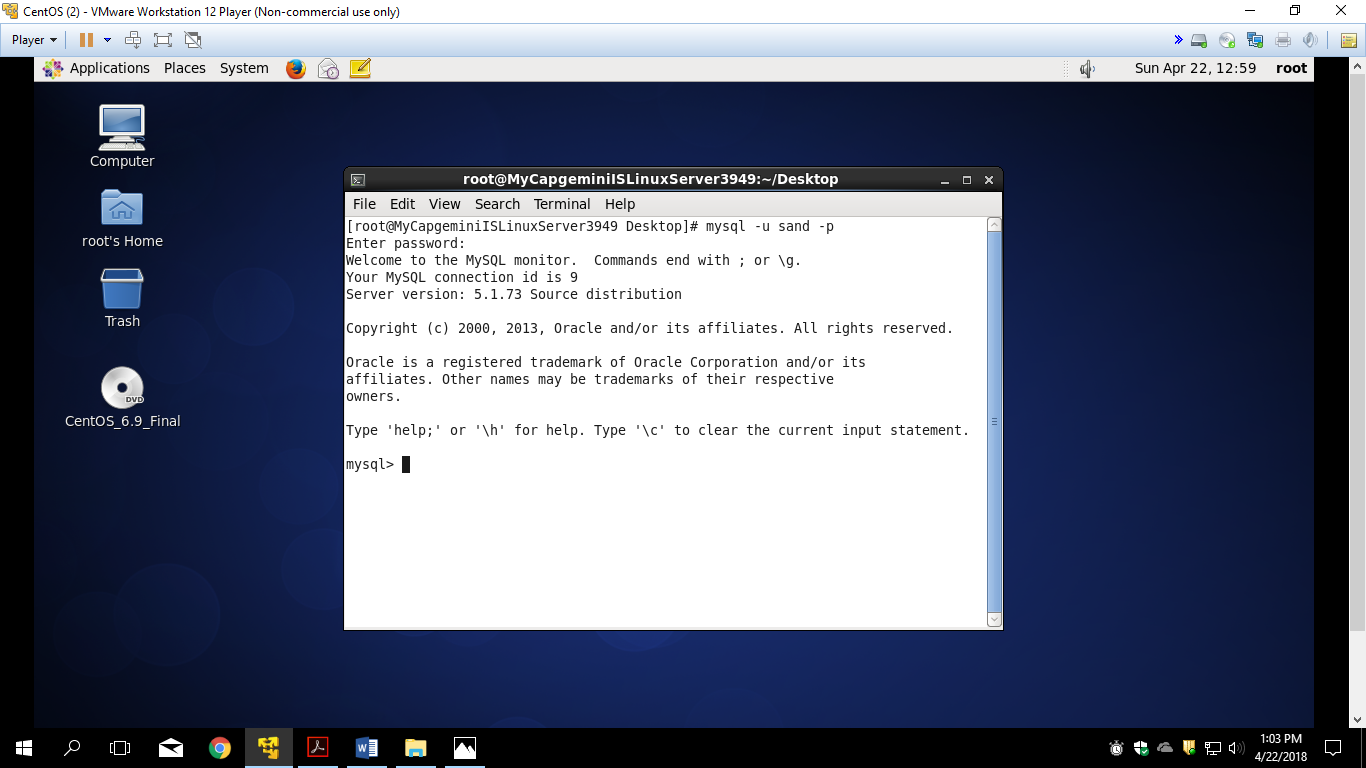 CentOS (2) - VMware Workstation 12 Player (Non-commercial use only)
Player
Applications Places System
Sun Apr 22, 12:59 root
Computer
root's Home
Trash
DVD
CentOS_6.9_Final
root@MyCapgeminiISLinuxServer3949:~/Desktop
File Edit View Search Terminal Help
[root@MyCapgeminiISLinuxServer3949 Desktop]# mysql -u sand -p
Enter password:
Welcome to the MySQL monitor.  Commands end with ; or \g.
Your MySQL connection id is 9
Server version: 5.1.73 Source distribution
Copyright (c) 2000, 2013, Oracle and/or its affiliates. All rights reserved.
Oracle is a registered trademark of Oracle Corporation and/or its
affiliates. Other names may be trademarks of their respective
owners.
Type 'help;' or '\h' for help. Type '\c' to clear the current input statement.
mysql>
1:03 PM
4/22/2018